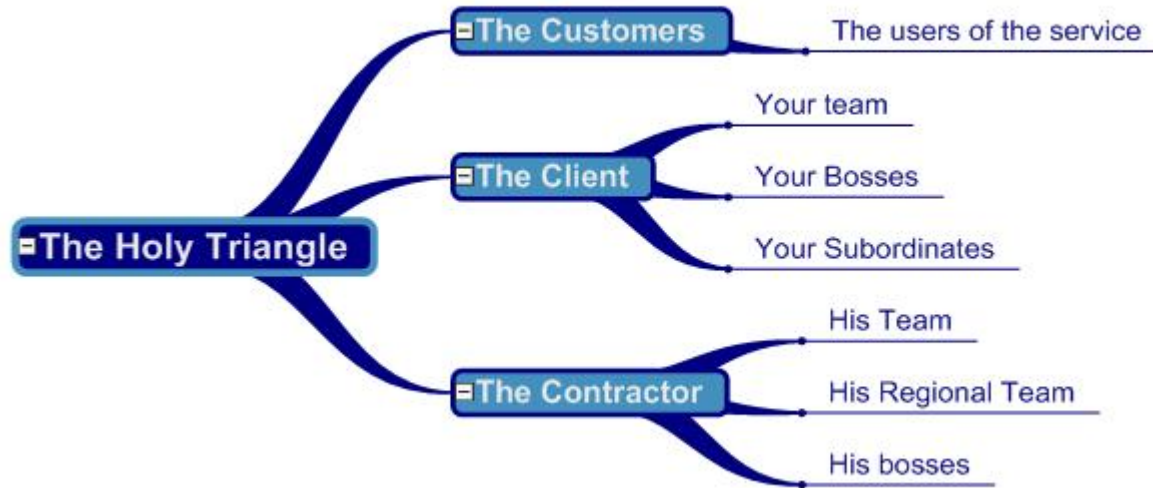 The Holy Triangle
The Customers
The users of the service
The Client
Your team
Your Bosses
Your Subordinates
The Contractor
His Team
His Regional Team
His bosses